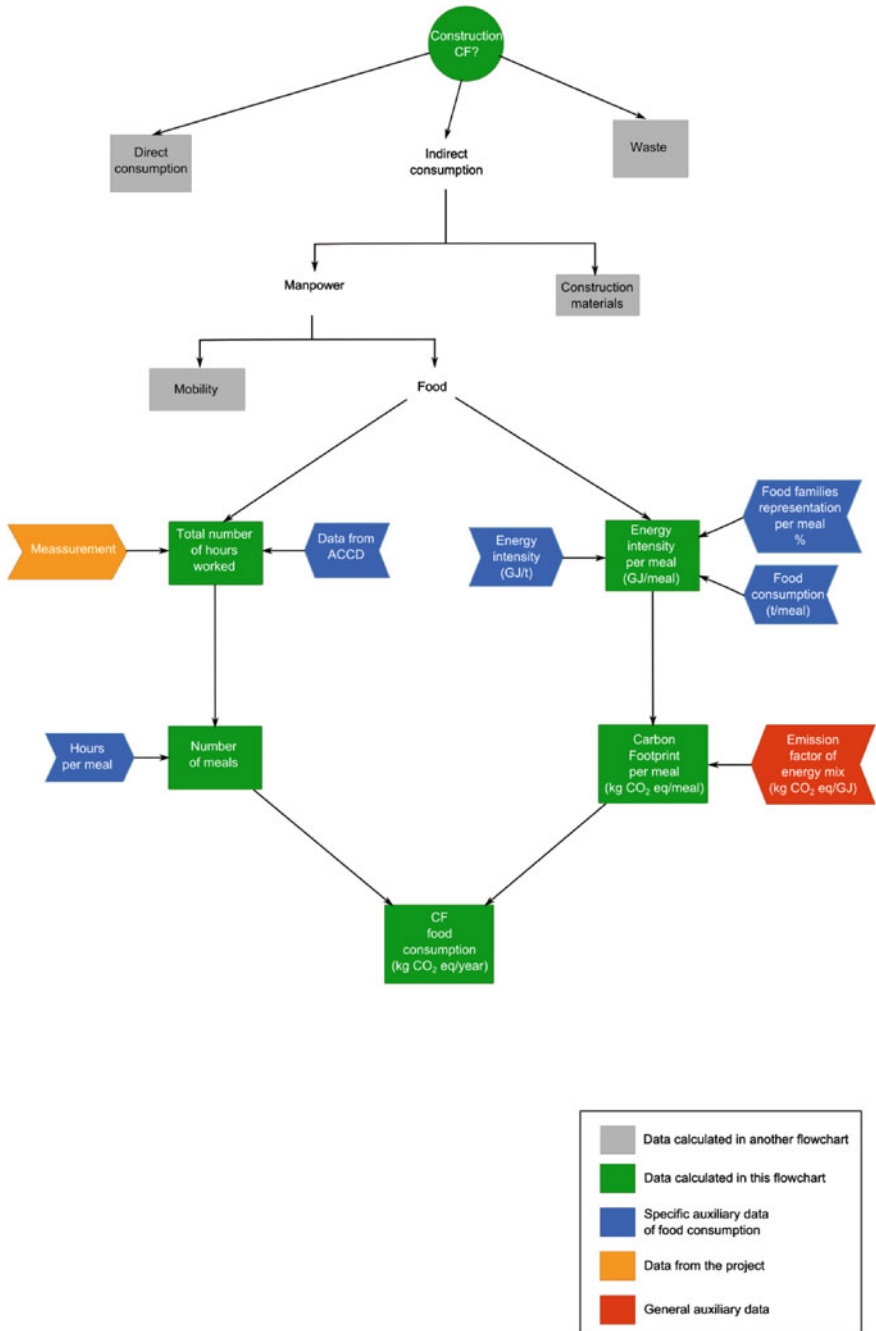 Construction
CF?
Direct
consumption
Indirect
consumption
Waste
Manpower
Construction
materials
Mobility
Food
Meassurement
Total number
of hours
worked
Data from
ACCD
Energy
intensity
(GJ/t)
Energy
intensity
per meal
(GJ/meal)
Food families
representation
per meal
%
Food
consumption
(t/meal)
Hours
per meal
Number
of meals
Carbon
Footprint
per meal
(kg CO₂ eq/meal)
Emission
factor of
energy mix
(kg CO₂ eq/GJ)
CF
food
consumption
(kg CO₂ eq/year)
Data calculated in another flowchart
Data calculated in this flowchart
Specific auxiliary data
of food consumption
Data from the project
General auxiliary data